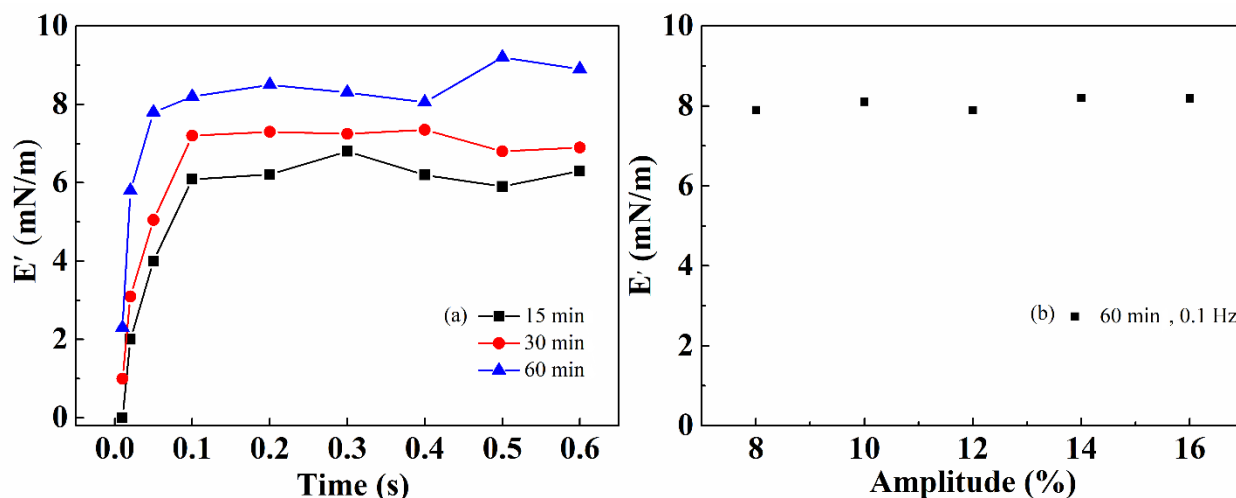 10
8
6
4
2
0
E′ (mN/m)
(a)
15 min
30 min
60 min
0.0 0.1 0.2 0.3 0.4 0.5 0.6
Time (s)
10
8
6
4
2
0
E′ (mN/m)
(b) 60 min , 0.1 Hz
8 10 12 14 16
Amplitude (%)